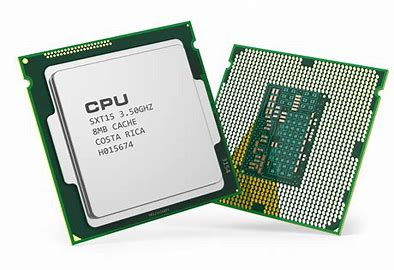 CPU
SXT15 3.50GHZ
8MB CACHE
COSTA RICA
H015674